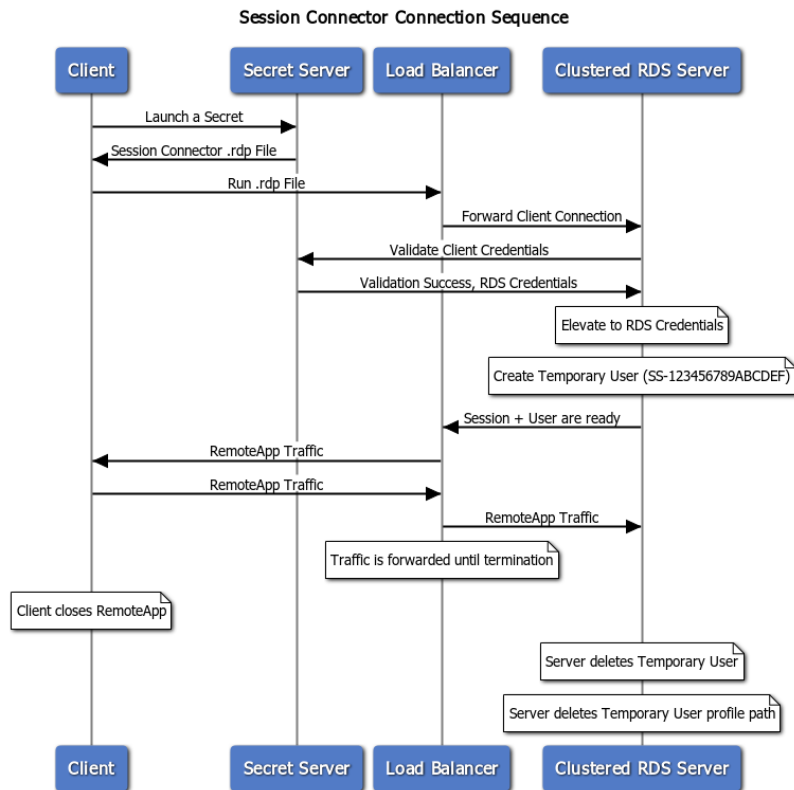 Session Connector Connection Sequence
Client
Secret Server
Load Balancer
Clustered RDS Server
Launch a Secret
Session Connector .rdp File
Run .rdp File
Forward Client Connection
Validate Client Credentials
Validation Success, RDS Credentials
Elevate to RDS Credentials
Create Temporary User (SS-123456789ABCDEF)
Session + User are ready
RemoteApp Traffic
RemoteApp Traffic
RemoteApp Traffic
Traffic is forwarded until termination
Client closes RemoteApp
Server deletes Temporary User
Server deletes Temporary User profile path
Client
Secret Server
Load Balancer
Clustered RDS Server